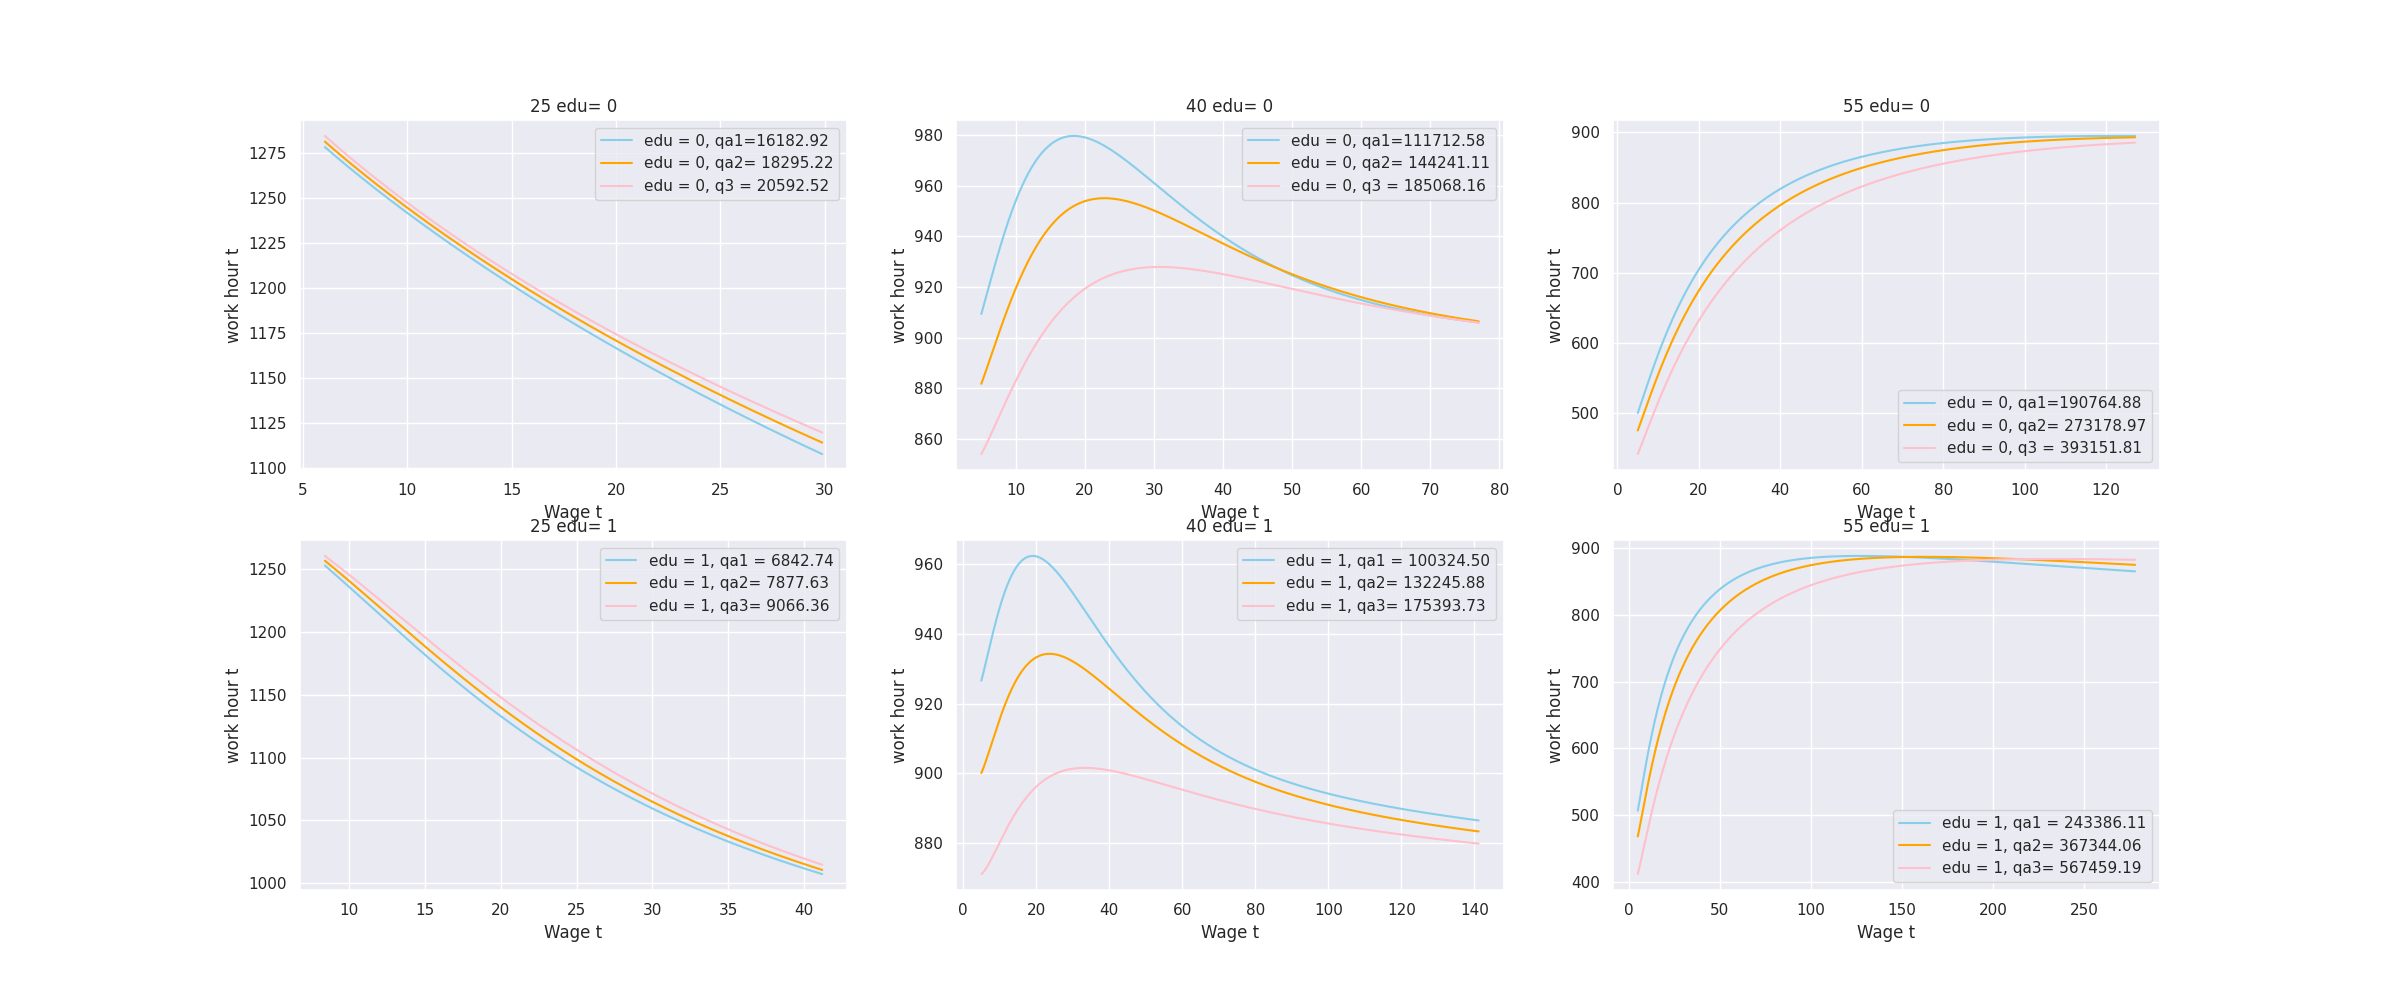 25 edu= 0
edu = 0, qa1=16182.92
edu = 0, qa2= 18295.22
edu = 0, q3 = 20592.52
1275
1250
1225
1200
1175
1150
1125
1100
work hour t
5 10 15 20 25 30
Wage t
40 edu= 0
edu = 0, qa1=111712.58
edu = 0, qa2= 144241.11
edu = 0, q3 = 185068.16
980
960
940
920
900
880
860
work hour t
10 20 30 40 50 60 70 80
Wage t
55 edu= 0
900
800
700
600
500
work hour t
edu = 0, qa1=190764.88
edu = 0, qa2= 273178.97
edu = 0, q3 = 393151.81
0 20 40 60 80 100 120
Wage t
25 edu= 1
edu = 1, qa1 = 6842.74
edu = 1, qa2= 7877.63
edu = 1, qa3= 9066.36
1250
1200
1150
1100
1050
1000
work hour t
10 15 20 25 30 35 40
Wage t
40 edu= 1
edu = 1, qa1 = 100324.50
edu = 1, qa2= 132245.88
edu = 1, qa3= 175393.73
960
940
920
900
880
work hour t
0 20 40 60 80 100 120 140
Wage t
55 edu= 1
900
800
700
600
500
400
work hour t
edu = 1, qa1 = 243386.11
edu = 1, qa2= 367344.06
edu = 1, qa3= 567459.19
0 50 100 150 200 250
Wage t